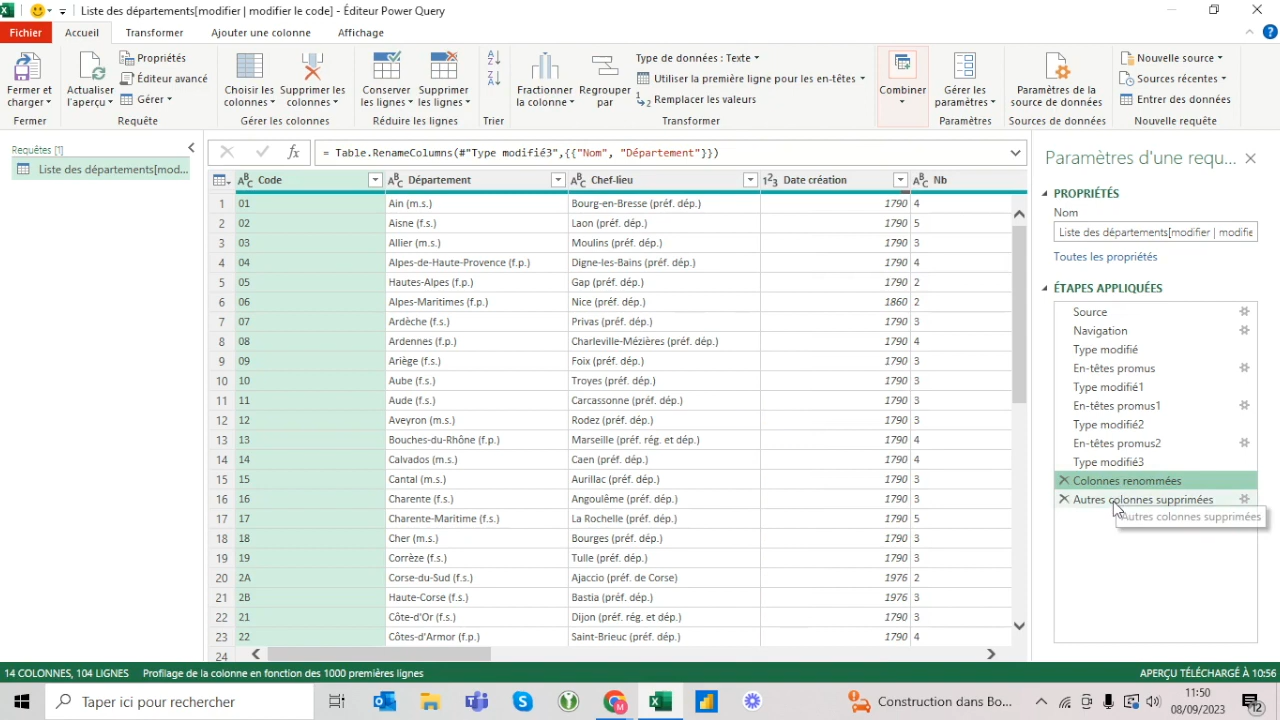 Liste des départements[modifier | modifier le code] - Éditeur Power Query
Fichier Accueil Transformer Ajouter une colonne Affichage
Fermer et charger
Fermer
Actualiser l'aperçu
Propriétés
Éditeur avancé
Gérer
Requête
Choisir les colonnes
Supprimer les colonnes
Gérer les colonnes
Conserver les lignes
Supprimer les lignes
Réduire les lignes
Trier
Fractionner la colonne
Regrouper par
Type de données : Texte
Utiliser la première ligne pour les en-têtes
Remplacer les valeurs
Transformer
Combiner
Gérer les paramètres
Paramètres
Paramètres de la source de données
Sources de données
Nouvelle source
Sources récentes
Entrer des données
Nouvelle requête
Requêtes [1]
Liste des départements[mod...
= Table.RenameColumns(#"Type modifié3",{{"Nom", "Département"}})
Code Département Chef-lieu Date création Nb
1 01 Ain (m.s.) Bourg-en-Bresse (préf. dép.) 1790 4
2 02 Aisne (f.s.) Laon (préf. dép.) 1790 5
3 03 Allier (m.s.) Moulins (préf. dép.) 1790 3
4 04 Alpes-de-Haute-Provence (f.p.) Digne-les-Bains (préf. dép.) 1790 4
5 05 Hautes-Alpes (f.p.) Gap (préf. dép.) 1790 2
6 06 Alpes-Maritimes (f.p.) Nice (préf. dép.) 1860 2
7 07 Ardèche (f.s.) Privas (préf. dép.) 1790 3
8 08 Ardennes (f.p.) Charleville-Mézières (préf. dép.) 1790 4
9 09 Ariège (f.s.) Foix (préf. dép.) 1790 3
10 10 Aube (f.s.) Troyes (préf. dép.) 1790 3
11 11 Aude (f.s.) Carcassonne (préf. dép.) 1790 3
12 12 Aveyron (m.s.) Rodez (préf. dép.) 1790 3
13 13 Bouches-du-Rhône (f.p.) Marseille (préf. rég. et dép.) 1790 4
14 14 Calvados (m.s.) Caen (préf. dép.) 1790 4
15 15 Cantal (m.s.) Aurillac (préf. dép.) 1790 3
16 16 Charente (f.s.) Angoulême (préf. dép.) 1790 3
17 17 Charente-Maritime (f.s.) La Rochelle (préf. dép.) 1790 5
18 18 Cher (m.s.) Bourges (préf. dép.) 1790 3
19 19 Corrèze (f.s.) Tulle (préf. dép.) 1790 3
20 2A Corse-du-Sud (f.s.) Ajaccio (préf. de Corse) 1976 2
21 2B Haute-Corse (f.s.) Bastia (préf. dép.) 1976 3
22 21 Côte-d'Or (f.s.) Dijon (préf. rég. et dép.) 1790 3
23 22 Côtes-d'Armor (f.p.) Saint-Brieuc (préf. dép.) 1790 4
24
Paramètres d'une requ...
PROPRIÉTÉS
Nom
Liste des départements[modifier | modifie
Toutes les propriétés
ÉTAPES APPLIQUÉES
Source
Navigation
Type modifié
En-têtes promus
Type modifié1
En-têtes promus1
Type modifié2
En-têtes promus2
Type modifié3
Colonnes renommées
Autres colonnes supprimées
Autres colonnes supprimées
14 COLONNES, 104 LIGNES Profilage de la colonne en fonction des 1000 premières lignes APERÇU TÉLÉCHARGÉ À 10:56
Taper ici pour rechercher
Construction dans Bo...
11:50
08/09/2023
12